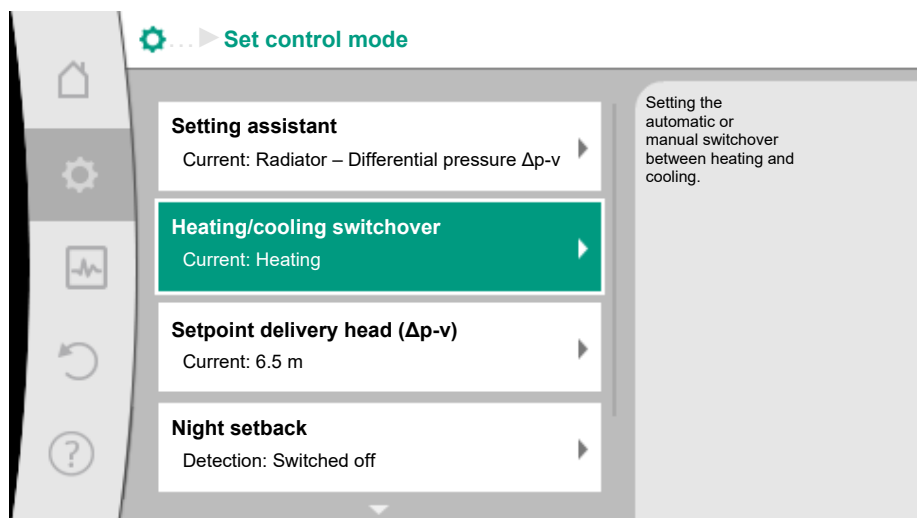 ... Set control mode
Setting assistant
Current: Radiator – Differential pressure Δp-v
Heating/cooling switchover
Current: Heating
Setpoint delivery head (Δp-v)
Current: 6.5 m
Night setback
Detection: Switched off
Setting the
automatic or
manual switchover
between heating and
cooling.
?